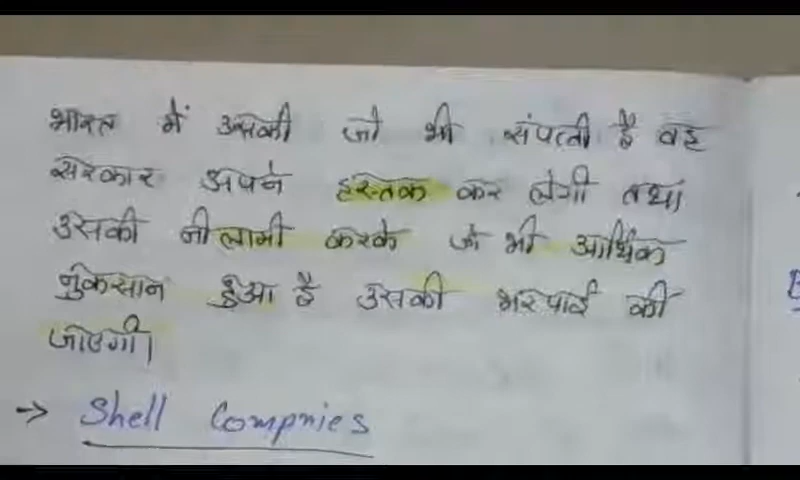 भारत में उसकी जो भी संपत्ती है वह
सरकार अपने हस्तक कर लेगी तथा
उसकी नीलामी करके जो भी आर्थिक
नुकसान हुआ है उसकी भरपाई की
जाएगी।
→ Shell Compnies